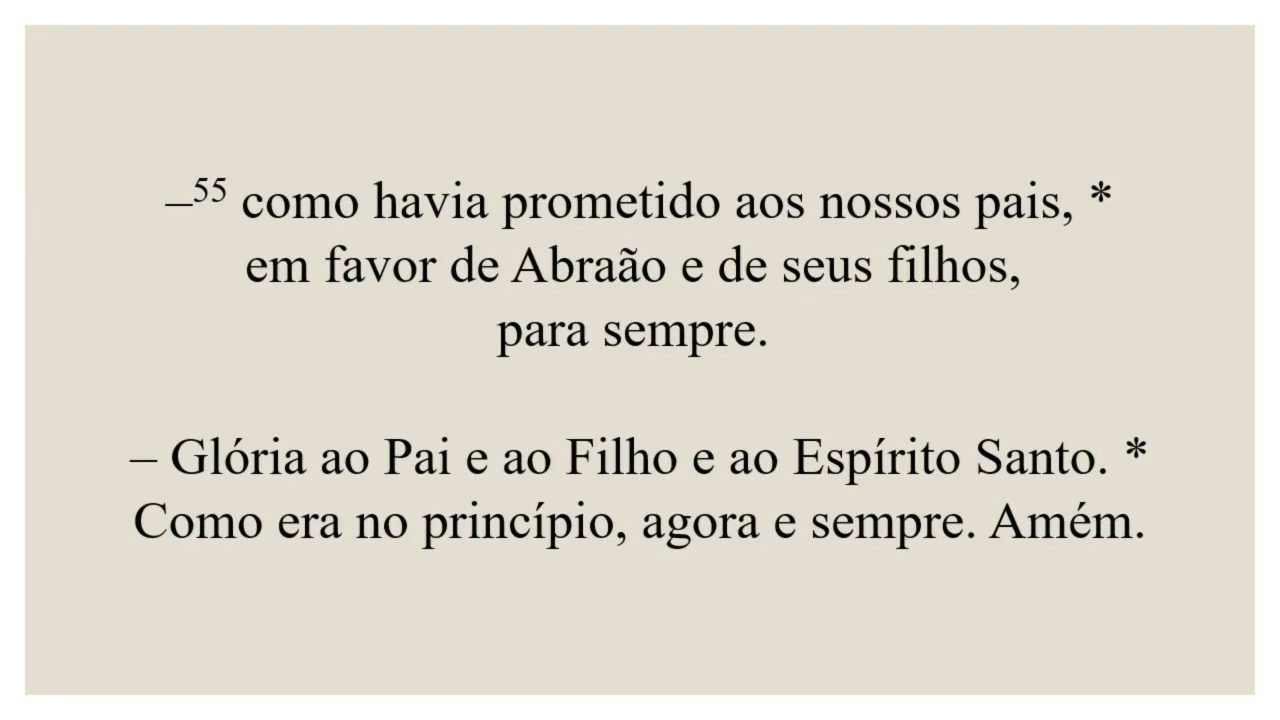 –55 como havia prometido aos nossos pais, *
em favor de Abraão e de seus filhos,
para sempre.
– Glória ao Pai e ao Filho e ao Espírito Santo. *
Como era no princípio, agora e sempre. Amém.